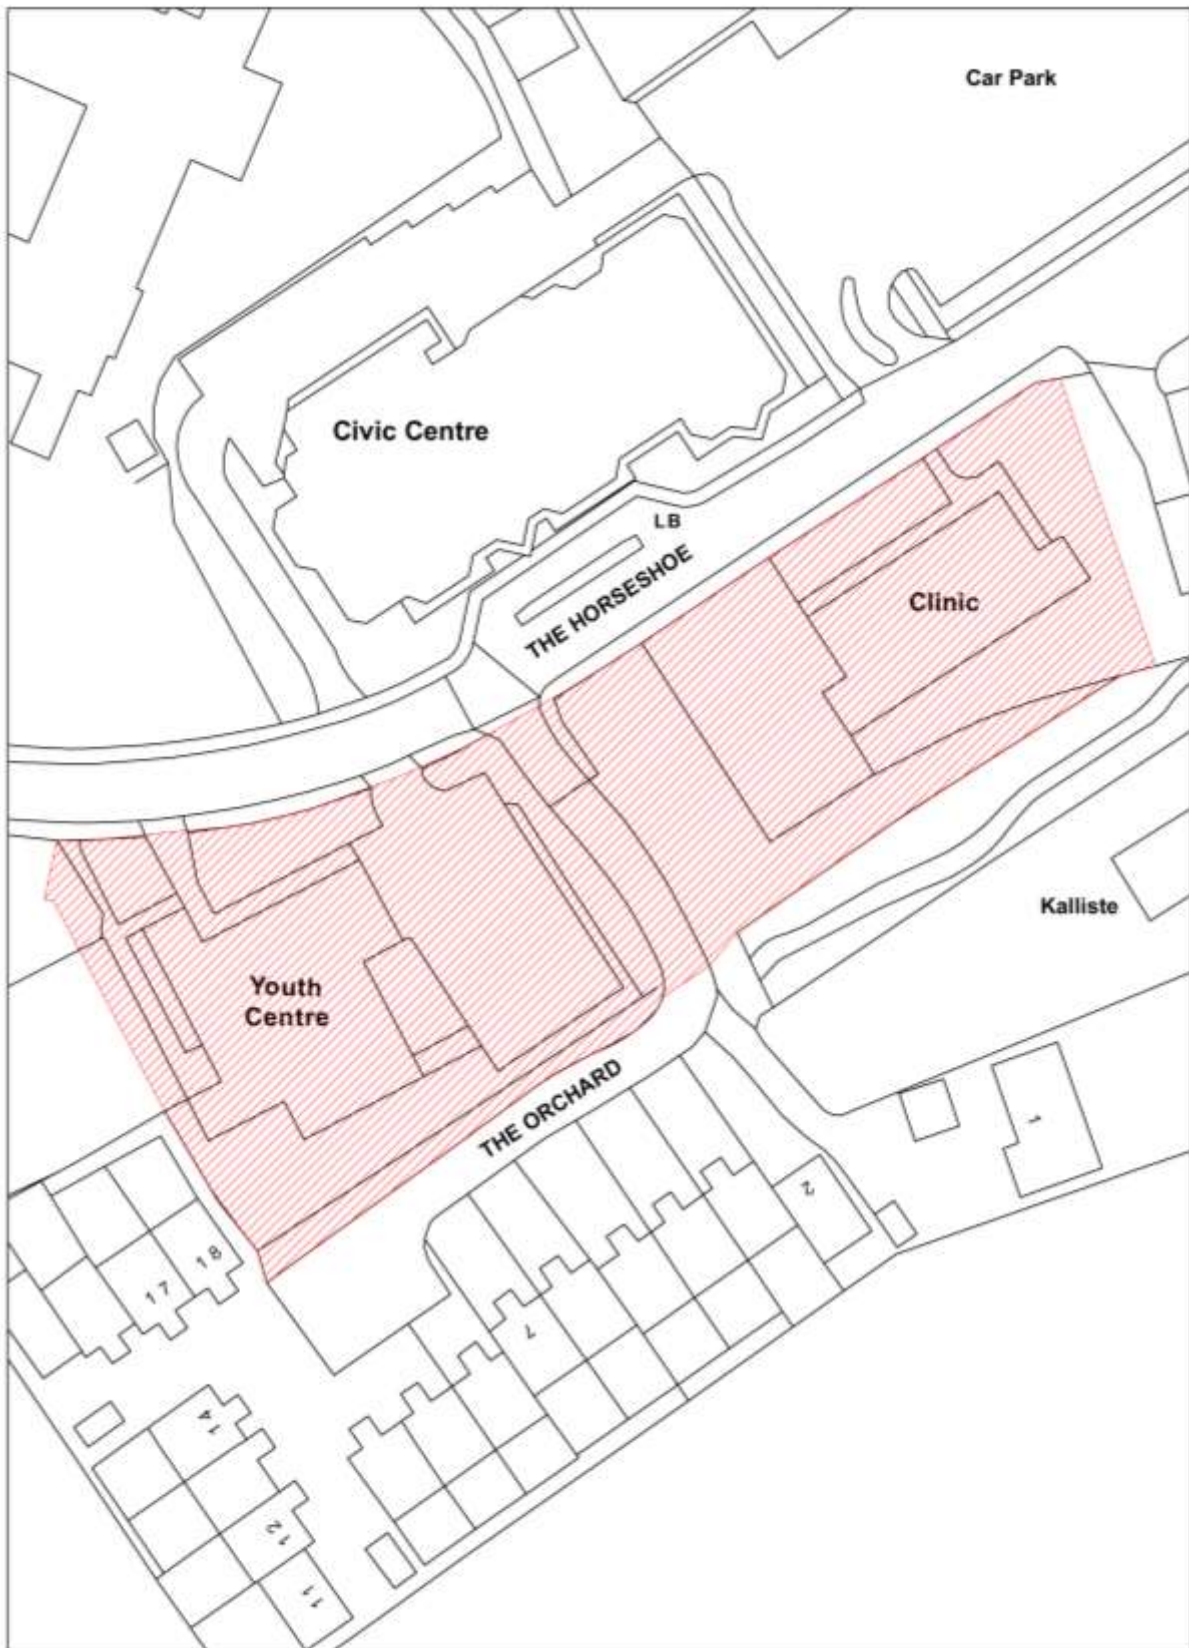 Car Park
Civic Centre
LB
THE HORSESHOE
Clinic
Kalliste
Youth
Centre
THE ORCHARD
1
2
18
17
7
14
12
11